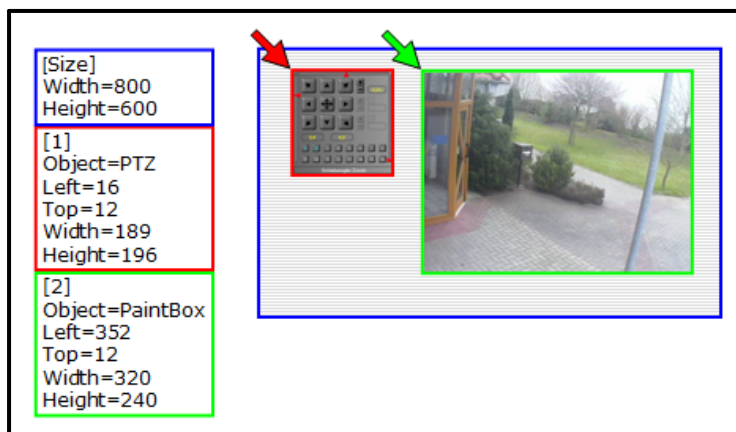 [Size]
Width=800
Height=600
[1]
Object=PTZ
Left=16
Top=12
Width=189
Height=196
[2]
Object=PaintBox
Left=352
Top=12
Width=320
Height=240